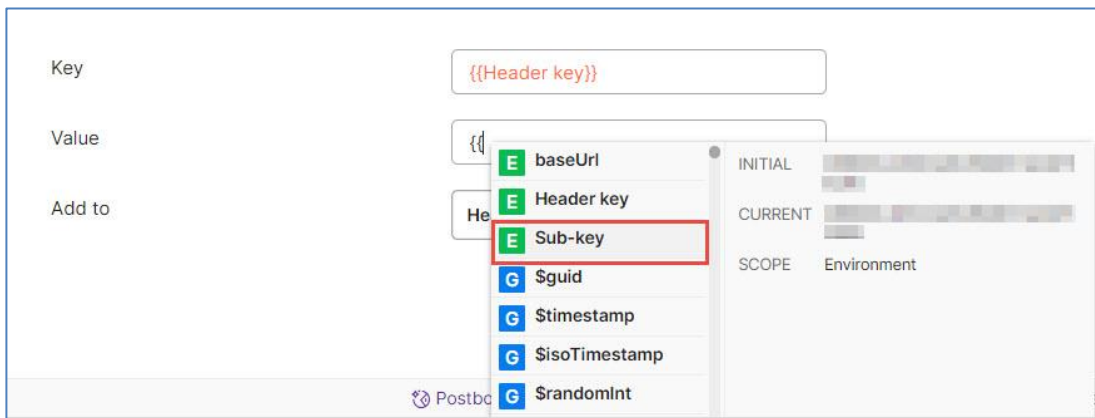 Key
{{Header key}}
Value
{{
Add to
He
E baseUrl
E Header key
E Sub-key
G $guid
G $timestamp
G $isoTimestamp
G $randomInt
INITIAL
CURRENT
SCOPE Environment
Postbo